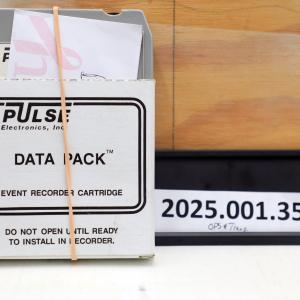 PULSE
Electronics, Inc.
DATA PACK™
EVENT RECORDER CARTRIDGE
DO NOT OPEN UNTIL READY
TO INSTALL IN RECORDER.
2025.001.35